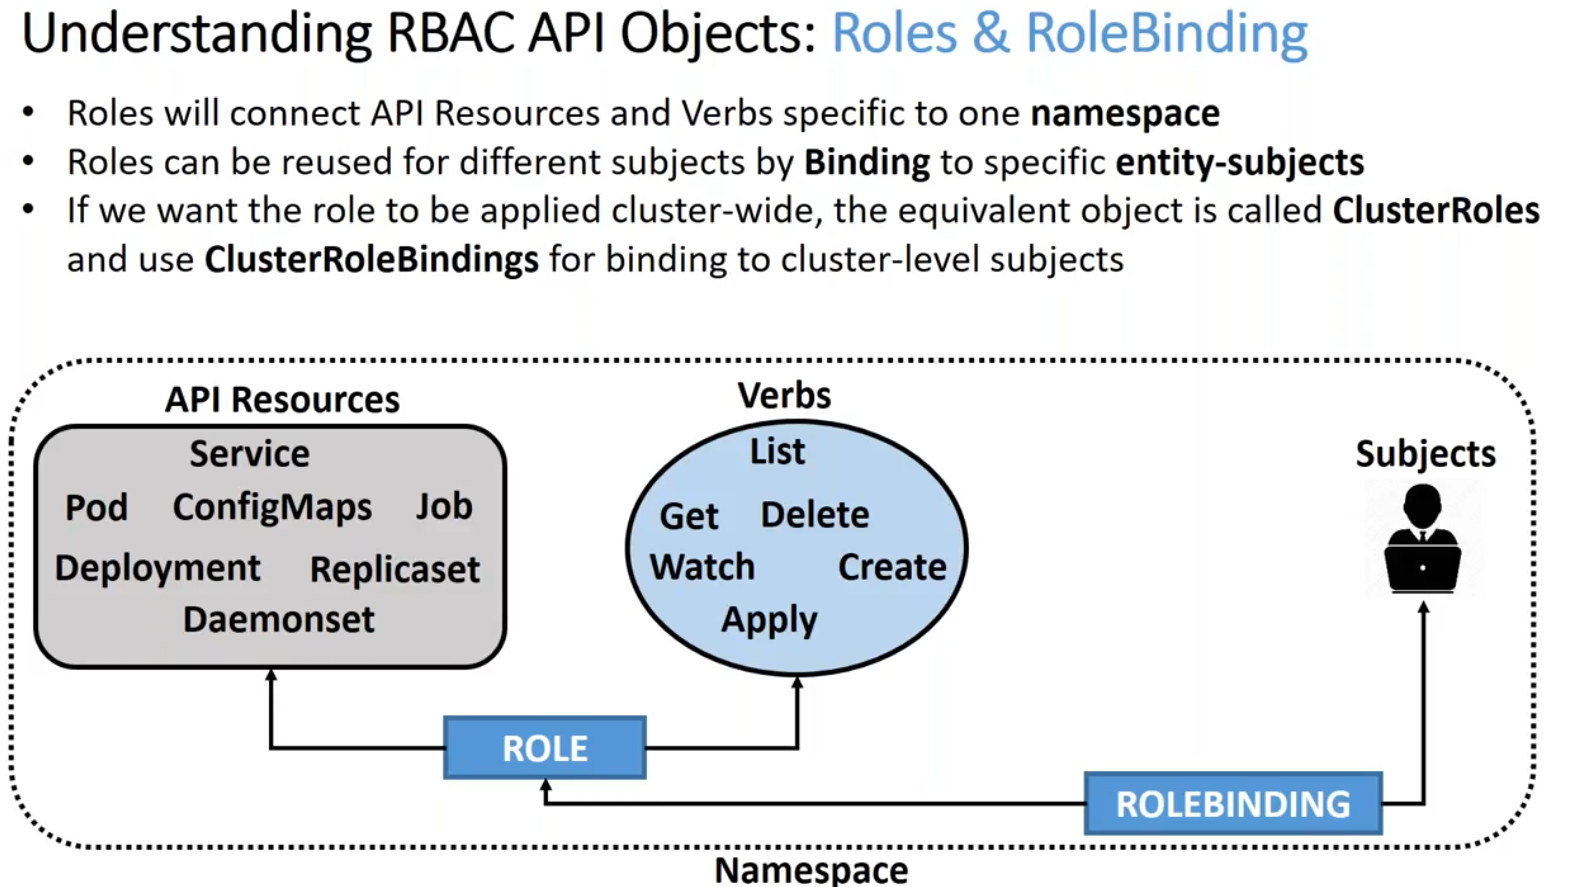 Understanding RBAC API Objects: Roles & RoleBinding
• Roles will connect API Resources and Verbs specific to one namespace
• Roles can be reused for different subjects by Binding to specific entity-subjects
• If we want the role to be applied cluster-wide, the equivalent object is called ClusterRoles
and use ClusterRoleBindings for binding to cluster-level subjects
API Resources
Service
Pod ConfigMaps Job
Deployment Replicaset
Daemonset
Verbs
List
Get Delete
Watch Create
Apply
Subjects
ROLE
ROLEBINDING
Namespace